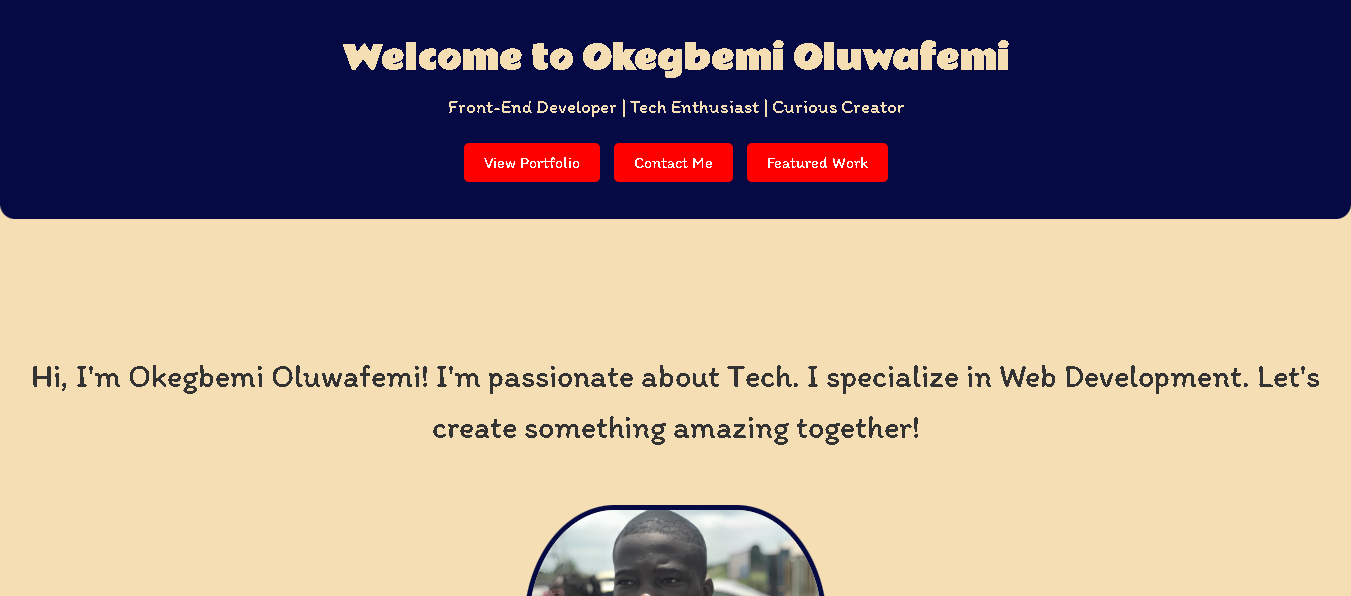 Welcome to Okegbemi Oluwafemi
Front-End Developer | Tech Enthusiast | Curious Creator
View Portfolio Contact Me Featured Work
Hi, I'm Okegbemi Oluwafemi! I'm passionate about Tech. I specialize in Web Development. Let's
create something amazing together!